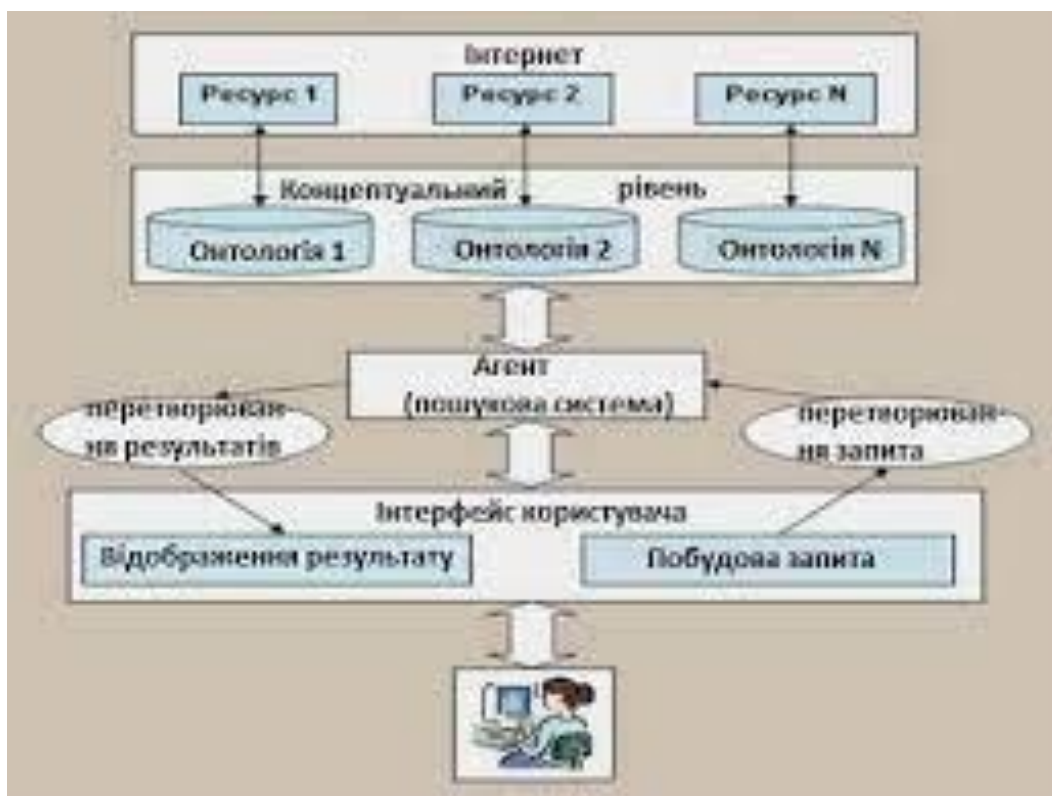 Інтернет
Ресурс 1 Ресурс 2 Ресурс N
Концептуальний рівень
Онтологія 1 Онтологія 2 Онтологія N
Агент
(пошукова система)
перетворюван
ня результатів
перетворюван-
ня запита
Інтерфейс користувача
Відображення результату Побудова запита